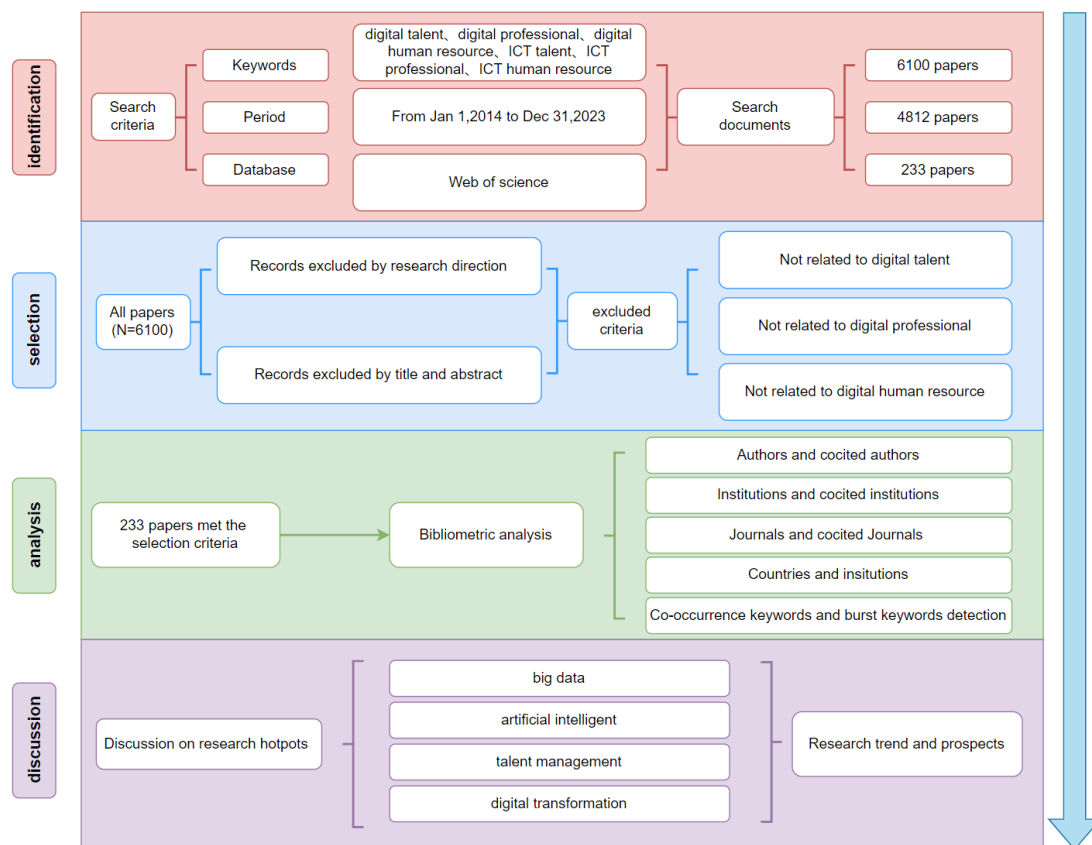 identification
Search
criteria
Keywords
Period
Database
digital talent、digital professional、digital
human resource、ICT talent、ICT
professional、ICT human resource
From Jan 1,2014 to Dec 31,2023
Web of science
Search
documents
6100 papers
4812 papers
233 papers
selection
All papers
(N=6100)
Records excluded by research direction
Records excluded by title and abstract
excluded
criteria
Not related to digital talent
Not related to digital professional
Not related to digital human resource
analysis
233 papers met the
selection criteria
Bibliometric analysis
Authors and cocited authors
Institutions and cocited institutions
Journals and cocited Journals
Countries and insitutions
Co-occurrence keywords and burst keywords detection
discussion
Discussion on research hotpots
big data
artificial intelligent
talent management
digital transformation
Research trend and prospects